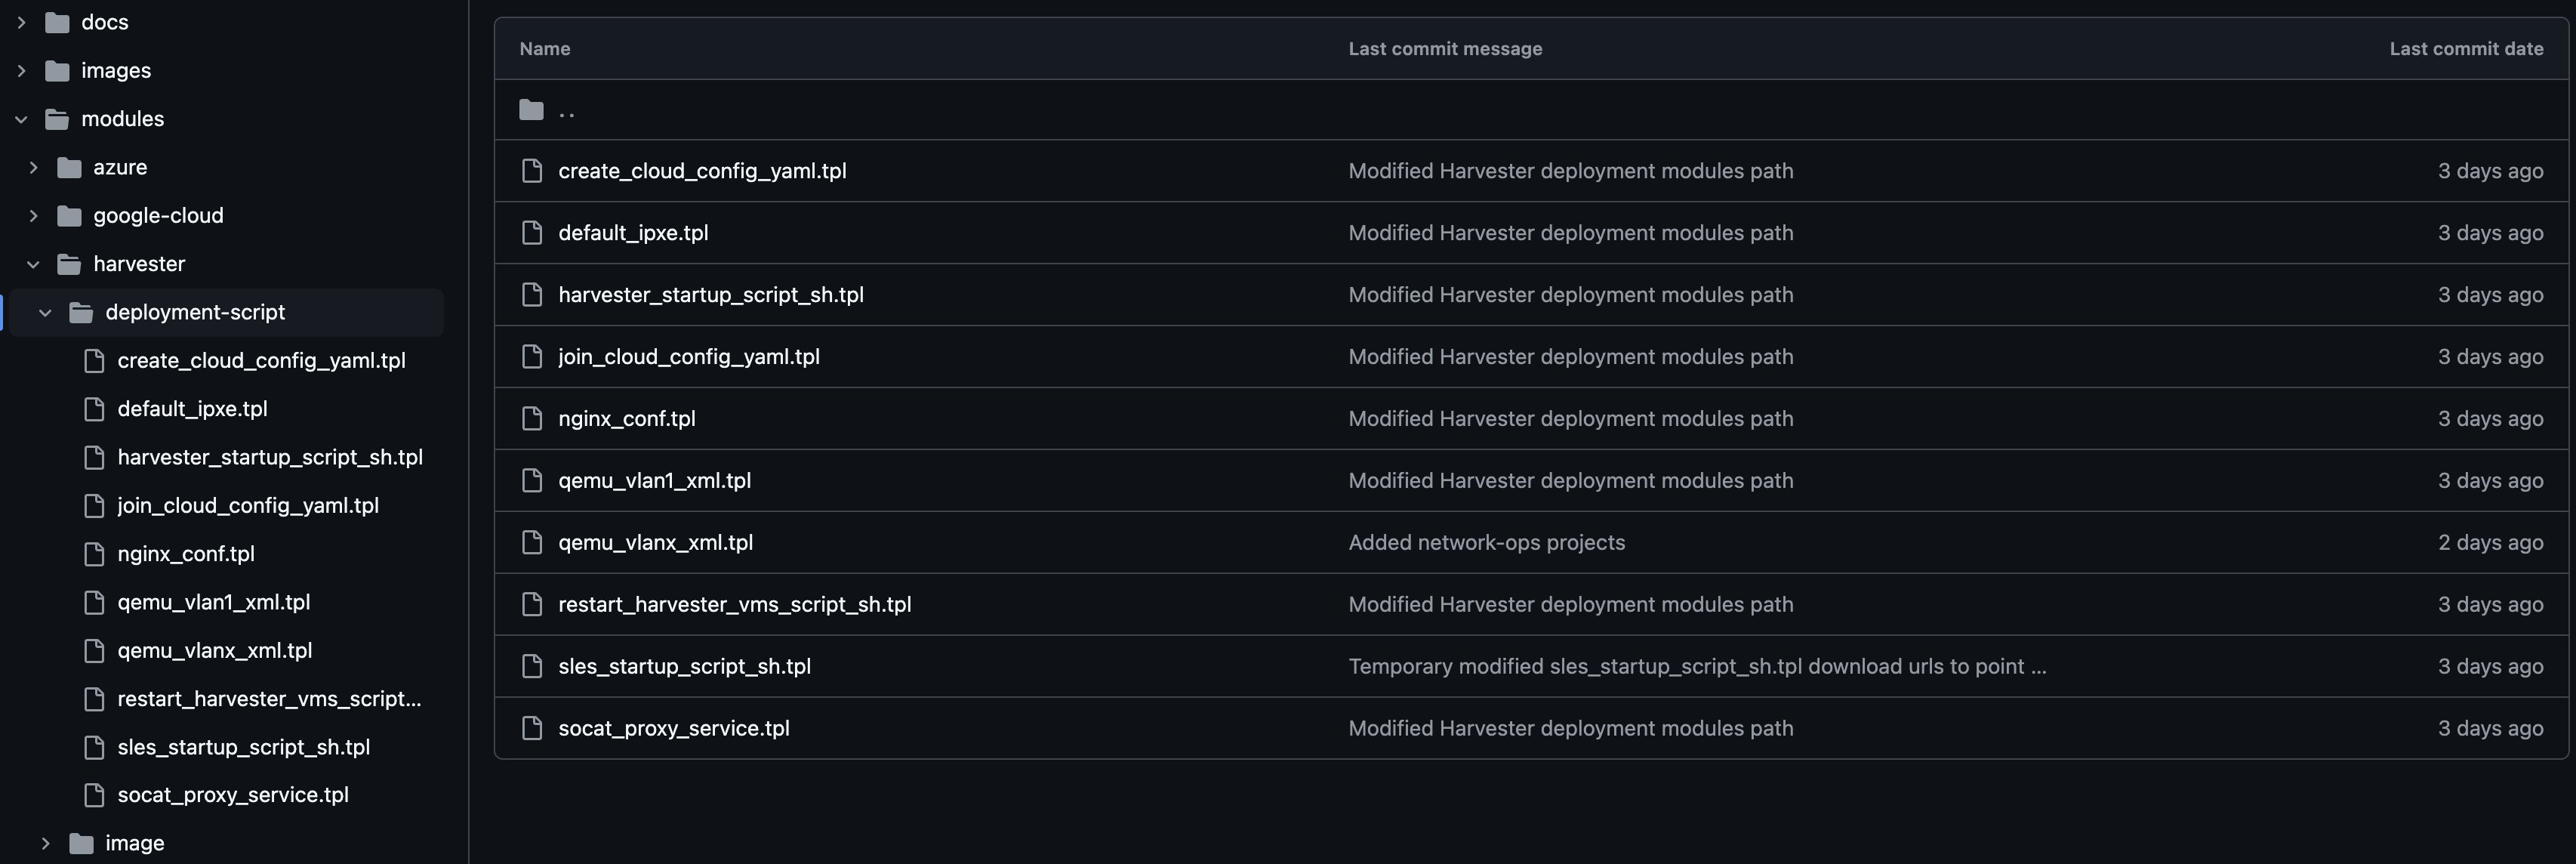 docs
images
modules
azure
google-cloud
harvester
deployment-script
create_cloud_config_yaml.tpl
default_ipxe.tpl
harvester_startup_script_sh.tpl
join_cloud_config_yaml.tpl
nginx_conf.tpl
qemu_vlan1_xml.tpl
qemu_vlanx_xml.tpl
restart_harvester_vms_script...
sles_startup_script_sh.tpl
socat_proxy_service.tpl
image
Name Last commit message Last commit date
..
create_cloud_config_yaml.tpl Modified Harvester deployment modules path 3 days ago
default_ipxe.tpl Modified Harvester deployment modules path 3 days ago
harvester_startup_script_sh.tpl Modified Harvester deployment modules path 3 days ago
join_cloud_config_yaml.tpl Modified Harvester deployment modules path 3 days ago
nginx_conf.tpl Modified Harvester deployment modules path 3 days ago
qemu_vlan1_xml.tpl Modified Harvester deployment modules path 3 days ago
qemu_vlanx_xml.tpl Added network-ops projects 2 days ago
restart_harvester_vms_script_sh.tpl Modified Harvester deployment modules path 3 days ago
sles_startup_script_sh.tpl Temporary modified sles_startup_script_sh.tpl download urls to point ... 3 days ago
socat_proxy_service.tpl Modified Harvester deployment modules path 3 days ago